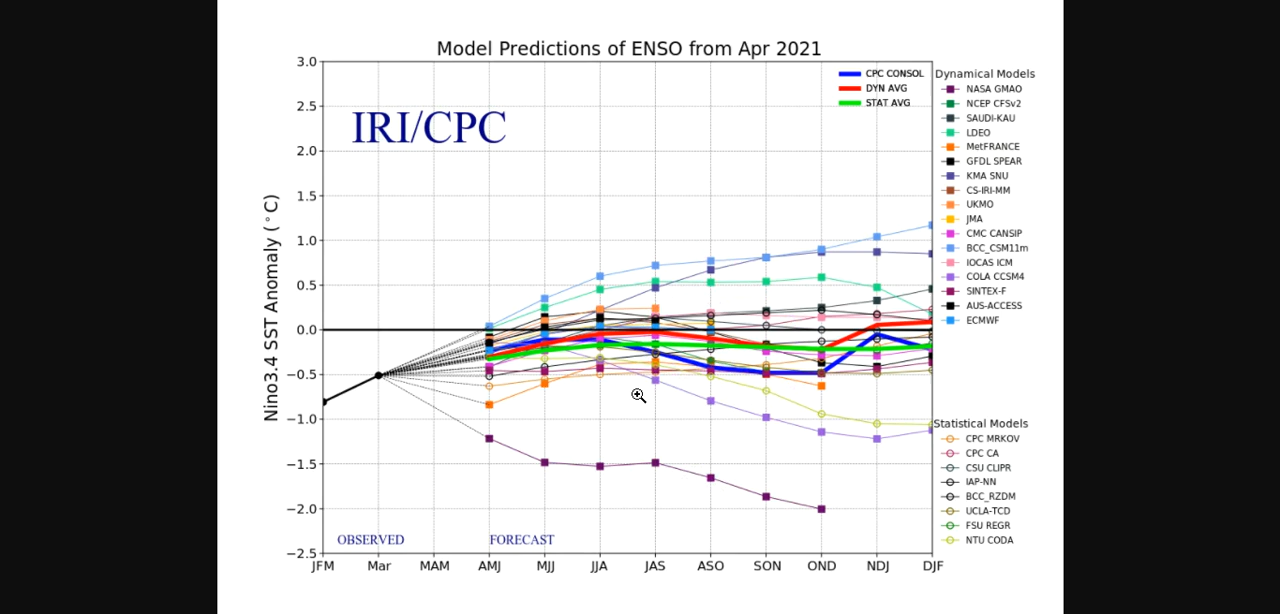 Model Predictions of ENSO from Apr 2021
3.0
2.5
2.0
1.5
1.0
0.5
0.0
−0.5
−1.0
−1.5
−2.0
−2.5
Nino3.4 SST Anomaly (°C)
IRI/CPC
CPC CONSOL
DYN AVG
STAT AVG
OBSERVED
FORECAST
JFM Mar MAM AMJ MJJ JJA JAS ASO SON OND NDJ DJF
Dynamical Models
NASA GMAO
NCEP CFSv2
SAUDI-KAU
LDEO
MetFRANCE
GFDL SPEAR
KMA SNU
CS-IRI-MM
UKMO
JMA
CMC CANSIP
BCC_CSM11m
IOCAS ICM
COLA CCSM4
SINTEX-F
AUS-ACCESS
ECMWF
Statistical Models
CPC MRKOV
CPC CA
CSU CLIPR
IAP-NN
BCC_RZDM
UCLA-TCD
FSU REGR
NTU CODA